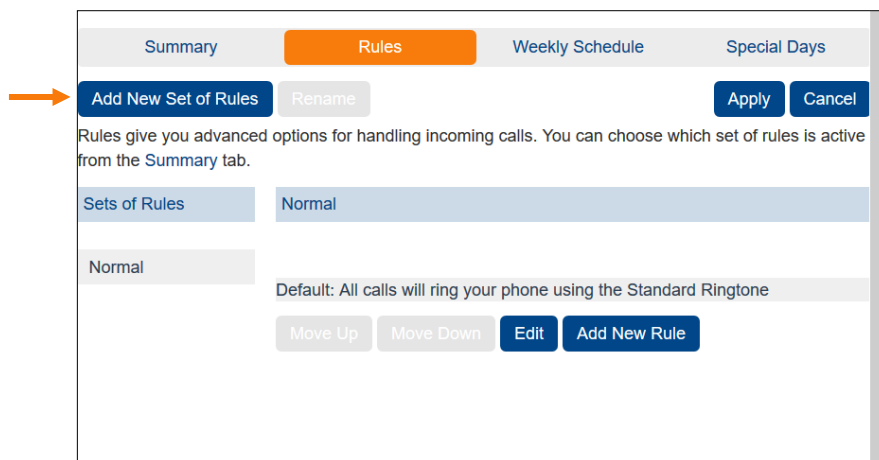 Summary Rules Weekly Schedule Special Days
Add New Set of Rules Rename Apply Cancel
Rules give you advanced options for handling incoming calls. You can choose which set of rules is active
from the Summary tab.
Sets of Rules Normal
Normal
Default: All calls will ring your phone using the Standard Ringtone
Move Up Move Down Edit Add New Rule